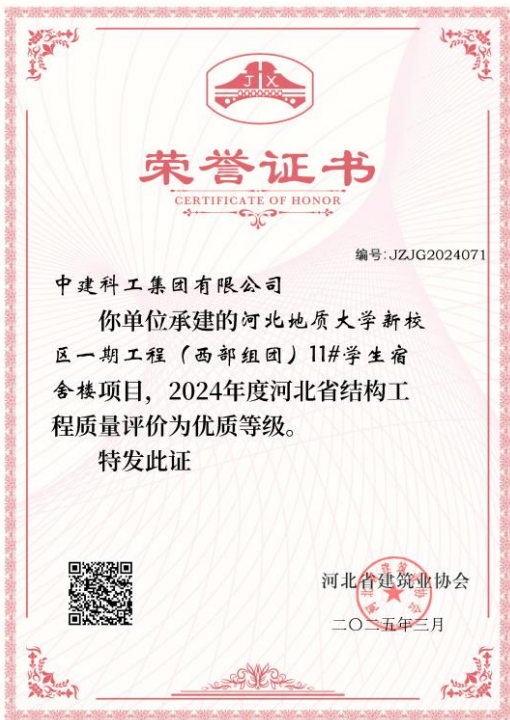 JX
荣誉证书
CERTIFICATE OF HONOR
编号:JZJG2024071
中建科工集团有限公司
你单位承建的河北地质大学新校
区一期工程（西部组团）11#学生宿
舍楼项目，2024年度河北省结构工
程质量评价为优质等级。
特发此证
河北省建筑业协会
二〇二五年三月